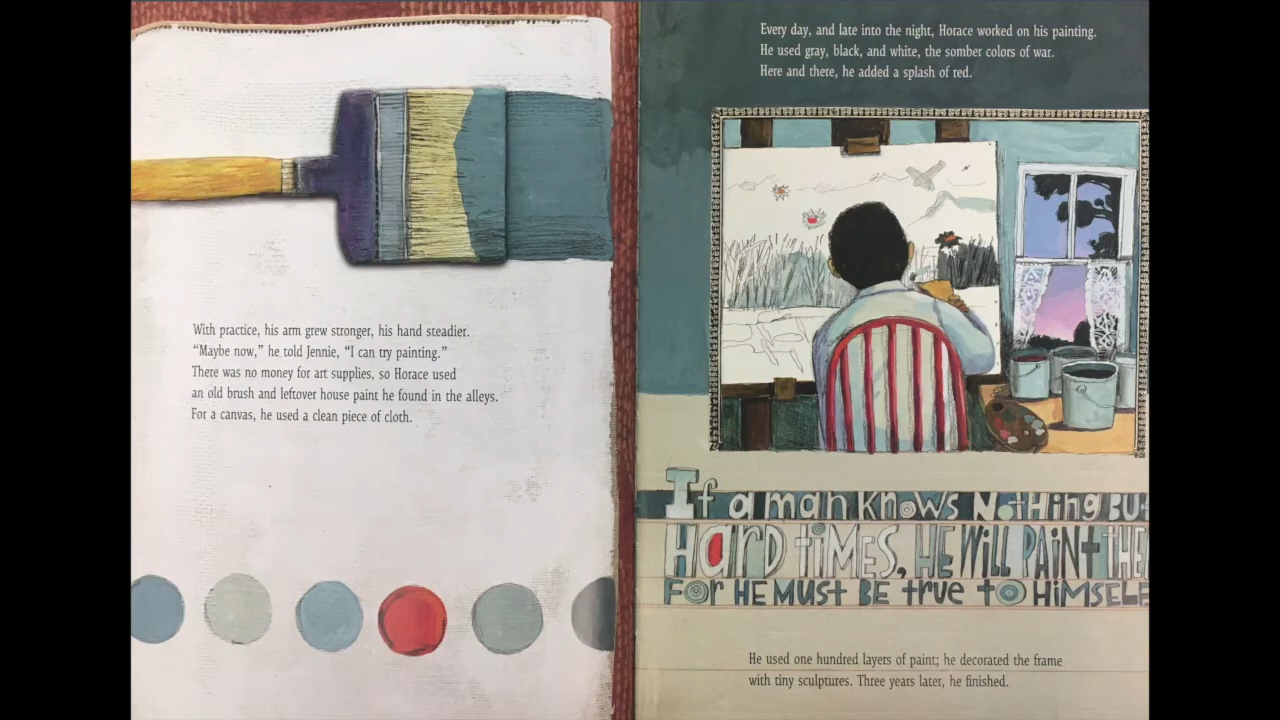 With practice, his arm grew stronger, his hand steadier.
“Maybe now,” he told Jennie, “I can try painting.”
There was no money for art supplies, so Horace used
an old brush and leftover house paint he found in the alleys.
For a canvas, he used a clean piece of cloth.
Every day, and late into the night, Horace worked on his painting.
He used gray, black, and white, the somber colors of war.
Here and there, he added a splash of red.
If a man knows NotHing
HarD tiMES, HE WiLL PAiNt
For HE MUSt BE true to
He used one hundred layers of paint; he decorated the frame
with tiny sculptures. Three years later, he finished.